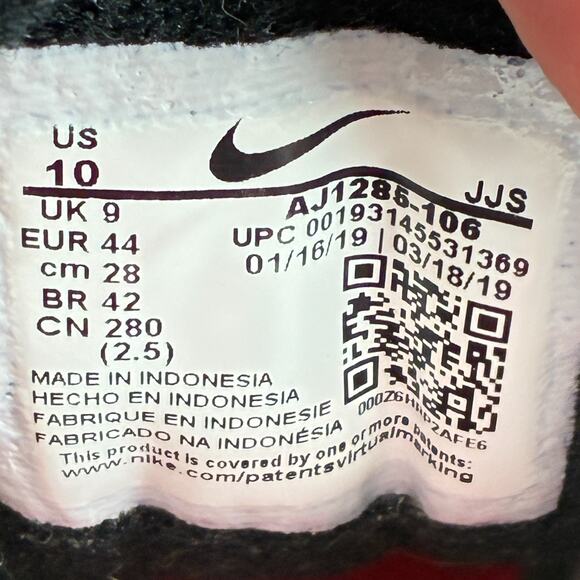 US
10
UK 9
EUR 44
cm 28
BR 42
CN 280
(2.5)
JJS
AJ1285-106
UPC 00193145531369
01/16/19 | 03/18/19
MADE IN INDONESIA
HECHO EN INDONESIA
FABRIQUE EN INDONESIE
FABRICADO NA INDONÉSIA
This product is covered by one or more patents:
www.nike.com/patentsvirtualmarking